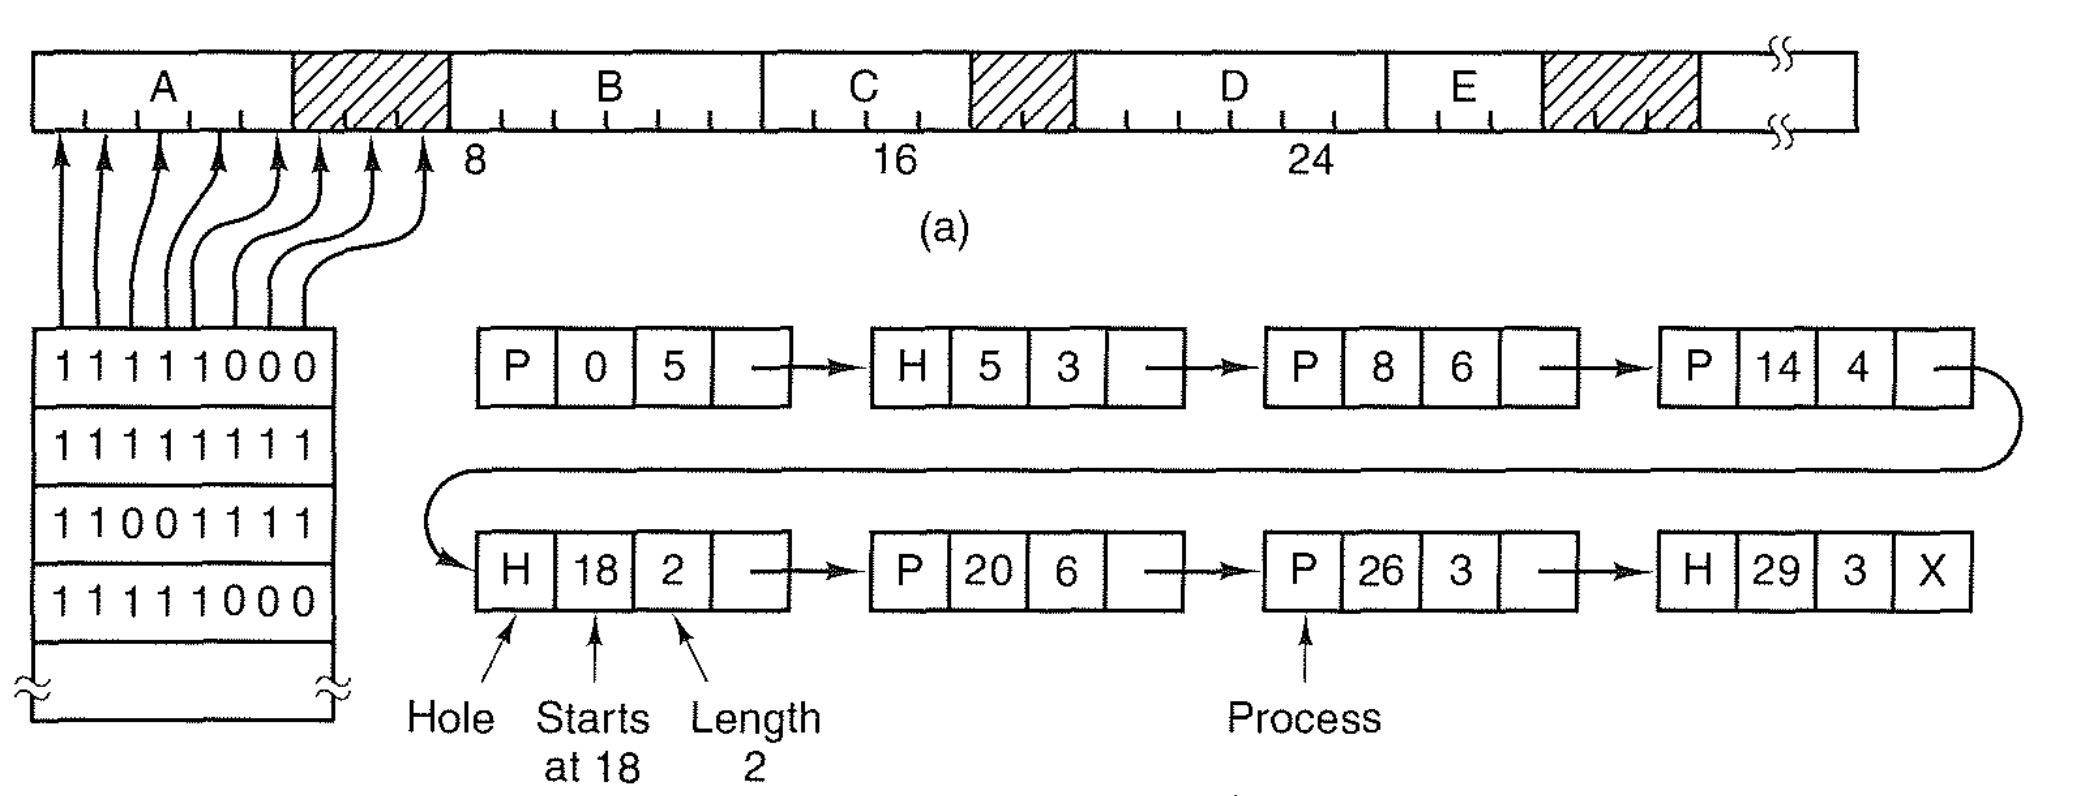 A B C D E
8 16 24
(a)
1 1 1 1 1 0 0 0
1 1 1 1 1 1 1 1
1 1 0 0 1 1 1 1
1 1 1 1 1 0 0 0
P 0 5 H 5 3 P 8 6 P 14 4
H 18 2 P 20 6 P 26 3 H 29 3 X
Hole Starts Length Process
at 18 2